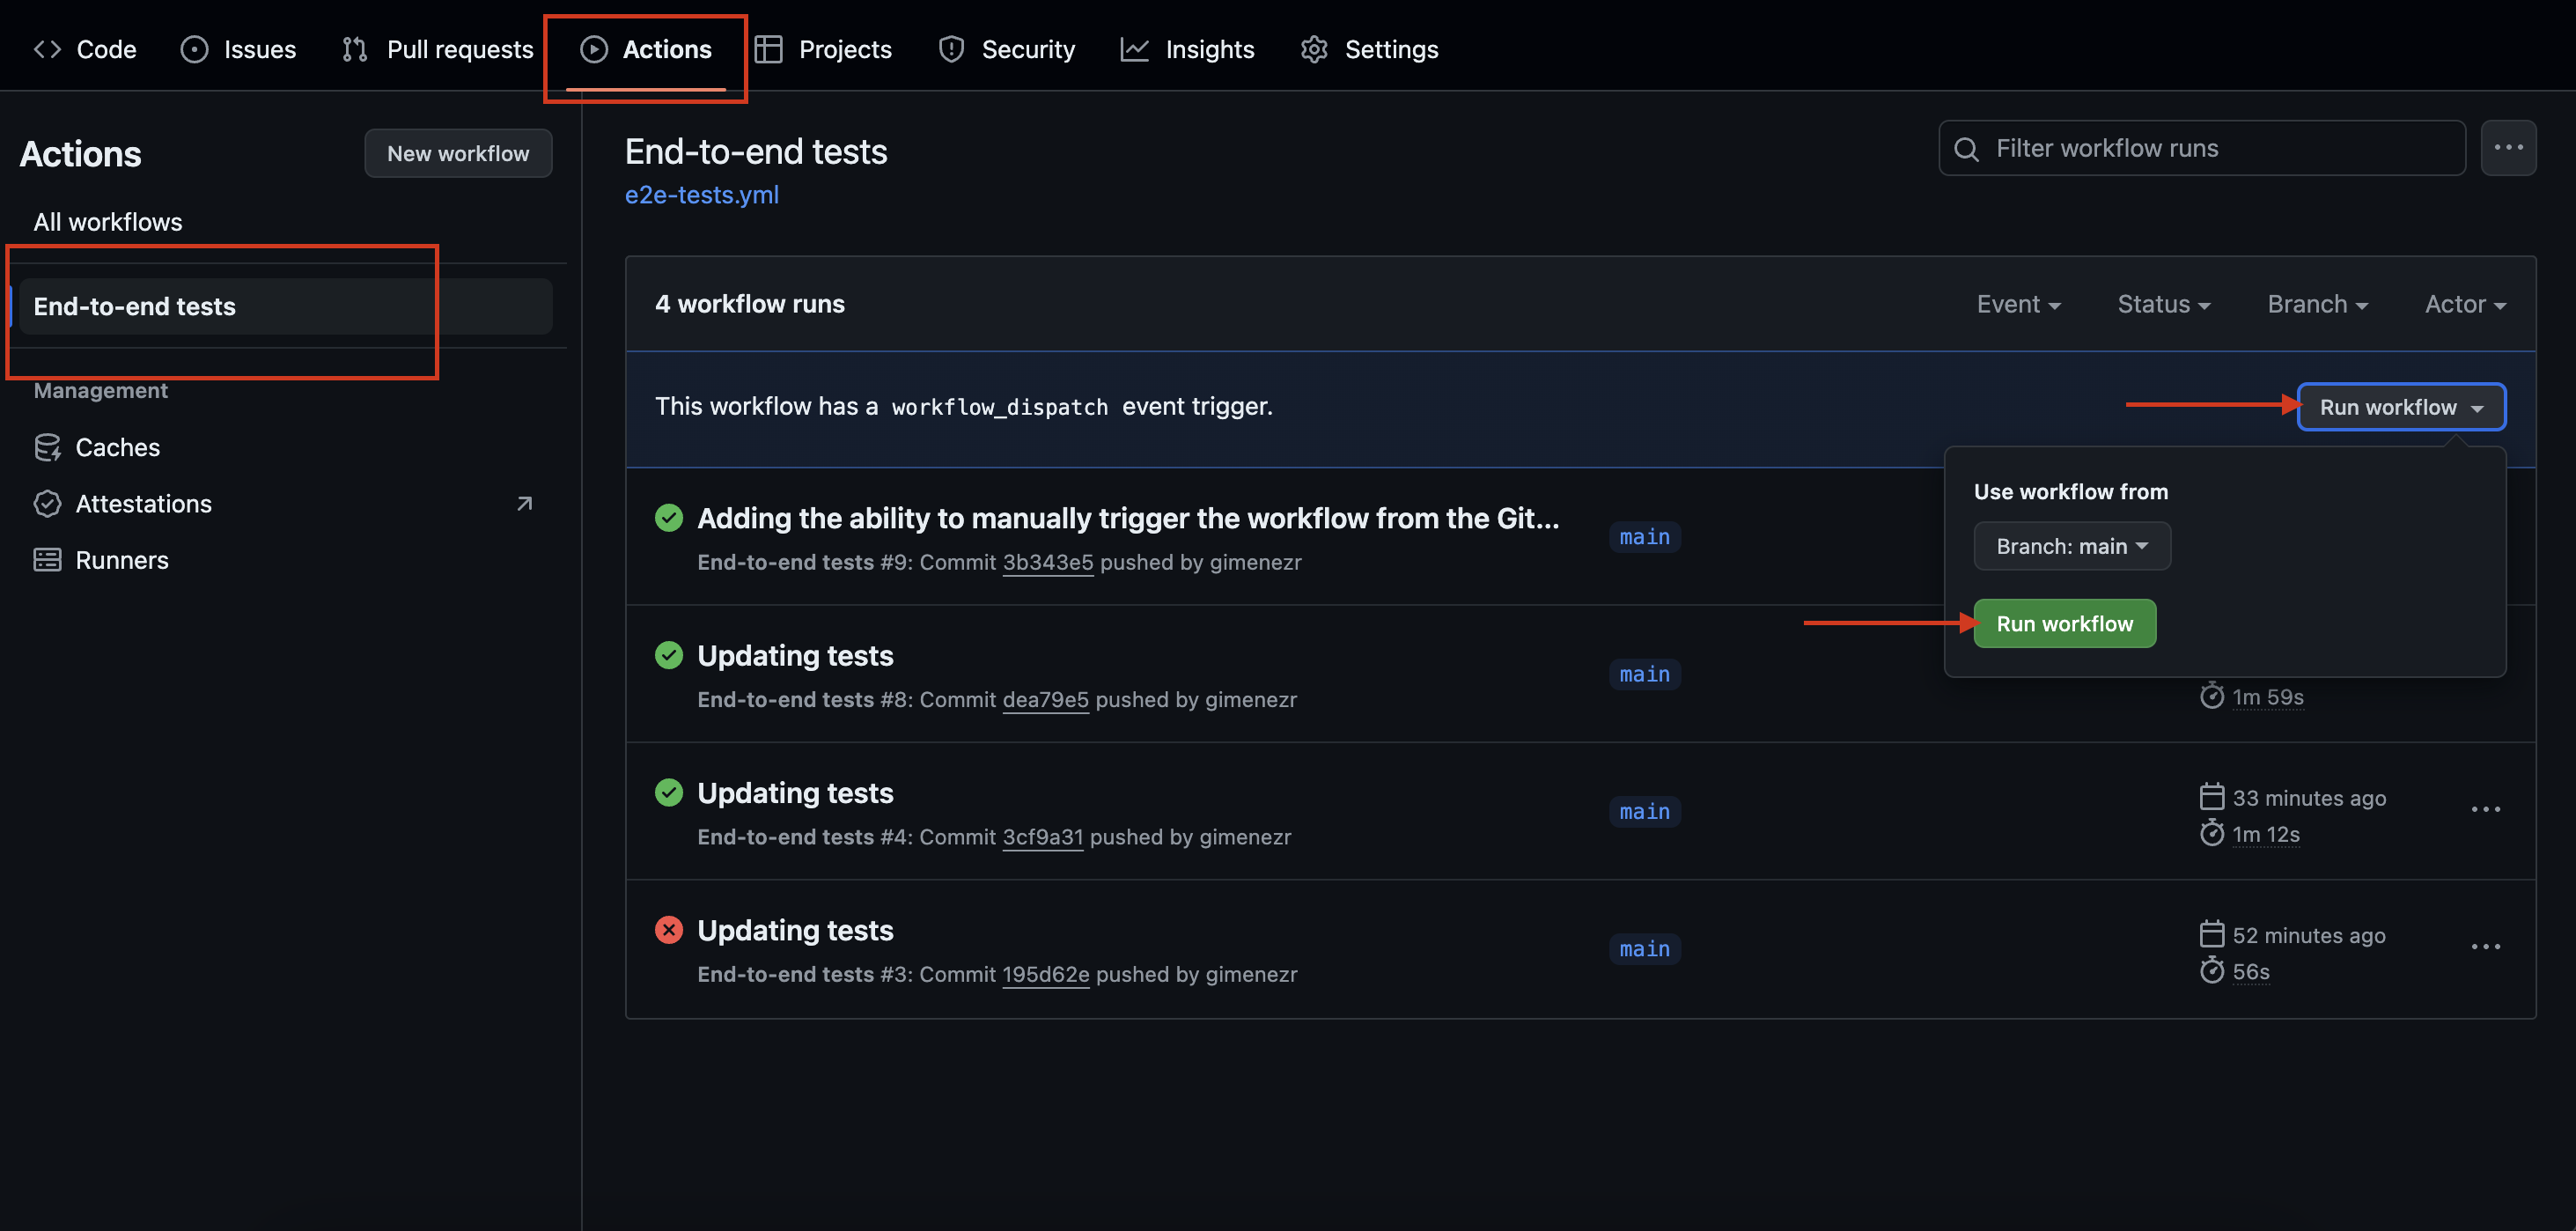 Code Issues Pull requests Actions Projects Security Insights Settings
Actions
New workflow
All workflows
End-to-end tests
Management
Caches
Attestations
Runners
End-to-end tests
e2e-tests.yml
Filter workflow runs
4 workflow runs
Event Status Branch Actor
This workflow has a workflow_dispatch event trigger.
Run workflow
Use workflow from
Branch: main
Run workflow
Adding the ability to manually trigger the workflow from the Git...
main
End-to-end tests #9: Commit 3b343e5 pushed by gimenezr
Updating tests
main
End-to-end tests #8: Commit dea79e5 pushed by gimenezr
1m 59s
Updating tests
main
33 minutes ago
End-to-end tests #4: Commit 3cf9a31 pushed by gimenezr
1m 12s
Updating tests
main
52 minutes ago
End-to-end tests #3: Commit 195d62e pushed by gimenezr
56s